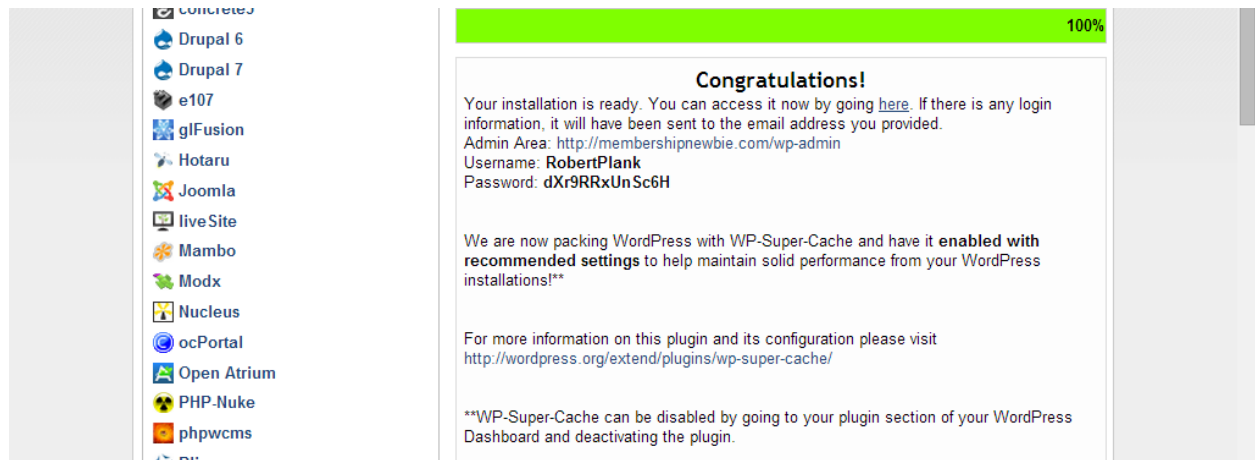 concrete5
Drupal 6
Drupal 7
e107
glFusion
Hotaru
Joomla
liveSite
Mambo
Modx
Nucleus
ocPortal
Open Atrium
PHP-Nuke
phpwcms
100%
Congratulations!
Your installation is ready. You can access it now by going here. If there is any login
information, it will have been sent to the email address you provided.
Admin Area: http://membershipnewbie.com/wp-admin
Username: RobertPlank
Password: dXr9RRxUnSc6H
We are now packing WordPress with WP-Super-Cache and have it enabled with
recommended settings to help maintain solid performance from your WordPress
installations!**
For more information on this plugin and its configuration please visit
http://wordpress.org/extend/plugins/wp-super-cache/
**WP-Super-Cache can be disabled by going to your plugin section of your WordPress
Dashboard and deactivating the plugin.